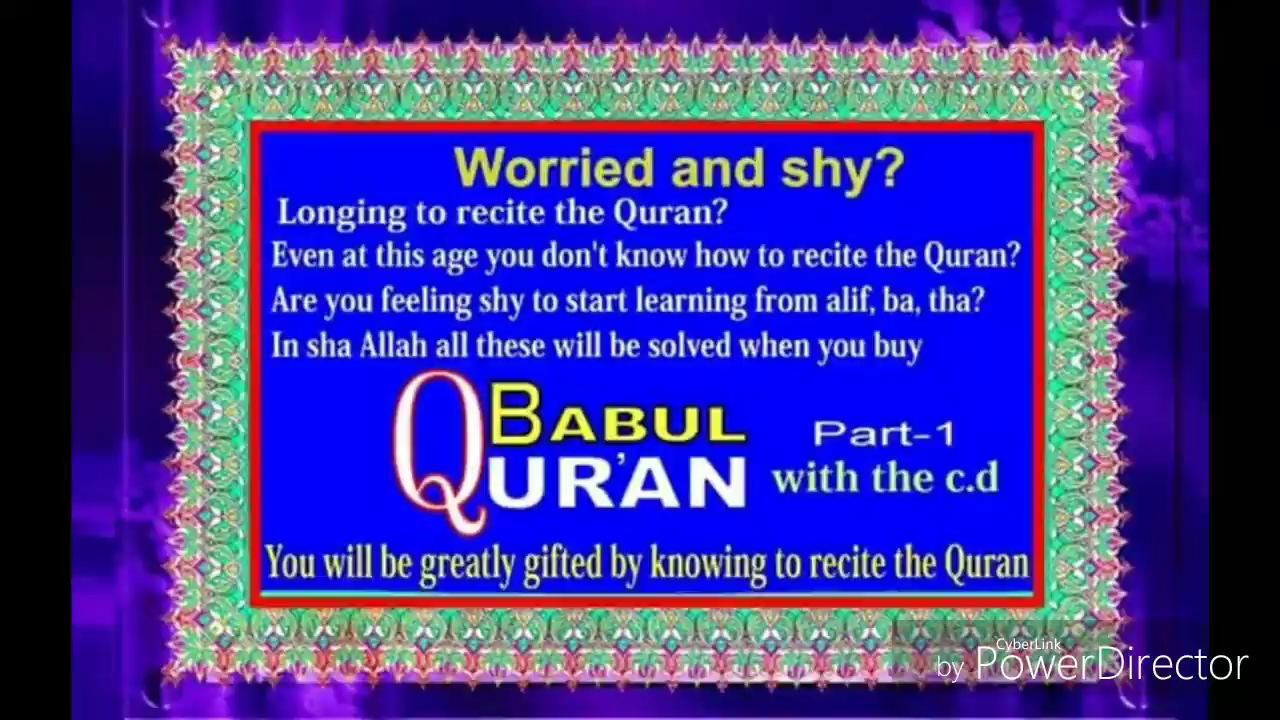 Worried and shy?
Longing to recite the Quran?
Even at this age you don't know how to recite the Quran?
Are you feeling shy to start learning from alif, ba, tha?
In sha Allah all these will be solved when you buy
BABUL
QUR'AN
Part-1
with the c.d
You will be greatly gifted by knowing to recite the Quran
CyberLink
by PowerDirector